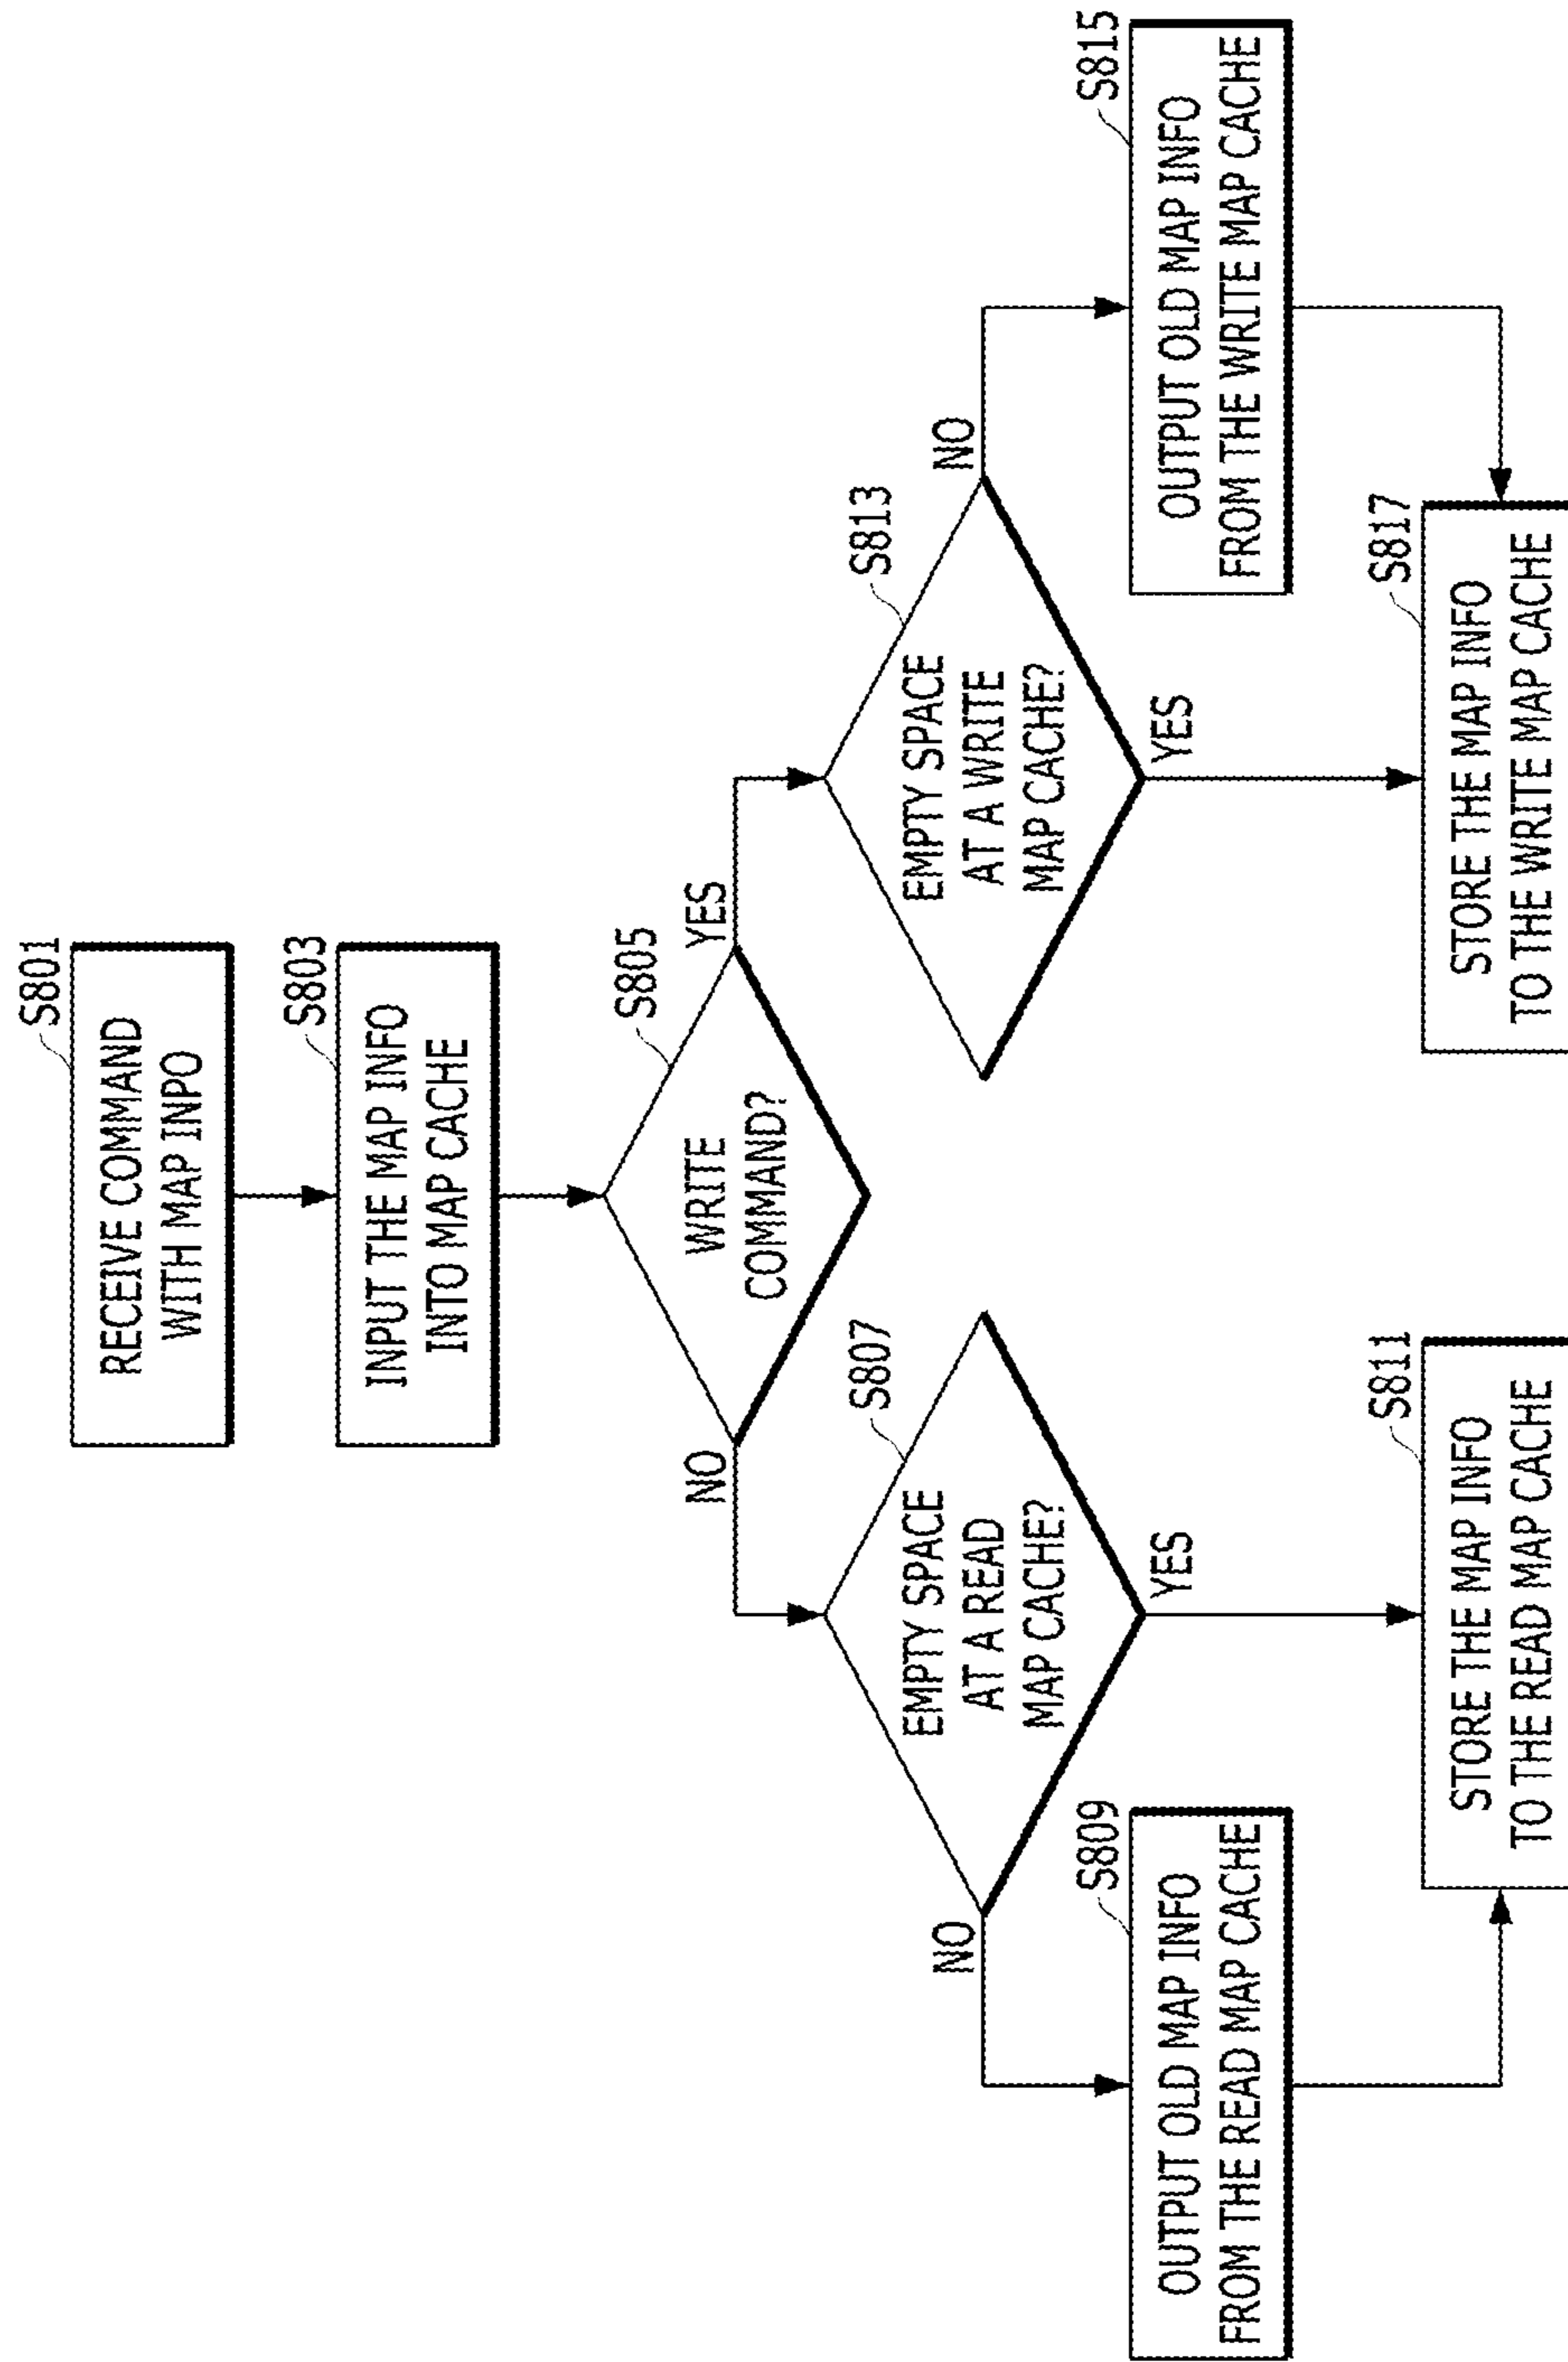 S801
RECEIVE COMMAND
WITH MAP INPO
S803
INPUT THE MAP INFO
INTO MAP CACHE
S805
WRITE
COMMAND?
NO
YES
S807
EMPTY SPACE
AT A READ
MAP CACHE?
NO
YES
S813
EMPTY SPACE
AT A WRITE
MAP CACHE?
NO
YES
S809
OUTPUT OLD MAP INFO
FROM THE READ MAP CACHE
S815
OUTPUT OLD MAP INFO
FROM THE WRITE MAP CACHE
S811
STORE THE MAP INFO
TO THE READ MAP CACHE
S817
STORE THE MAP INFO
TO THE WRITE MAP CACHE